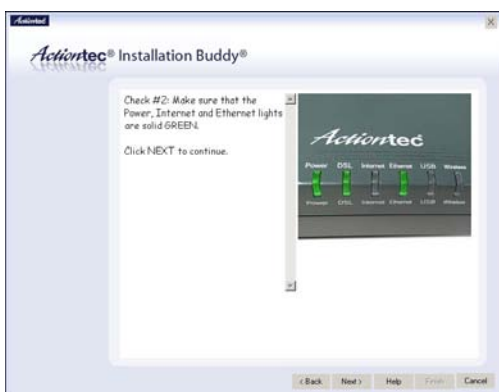 Actiontec
Actiontec® Installation Buddy®
Check #2: Make sure that the
Power, Internet and Ethernet lights
are solid GREEN.
Click NEXT to continue.
Actiontec
Power DSL Internet Ethernet USB Wireless
Power DSL Internet Ethernet USB Wireless
< Back Next > Help Finish Cancel